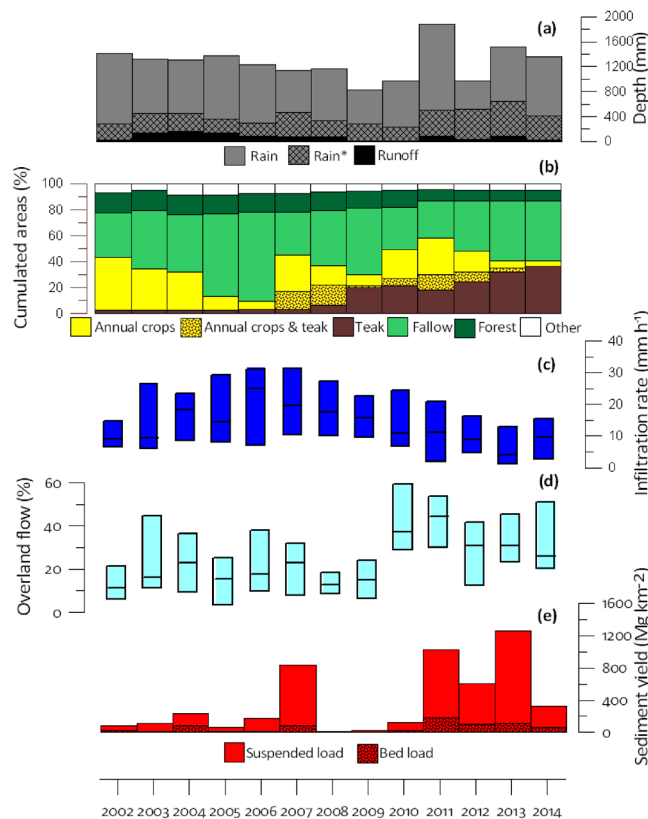 (a)
2000
1600
1200
800
400
0
Depth (mm)
Rain Rain* Runoff
(b)
100
80
60
40
20
0
Cumulated areas (%)
Annual crops Annual crops & teak Teak Fallow Forest Other
(c)
40
30
20
10
0
Infiltration rate (mm h⁻¹)
(d)
60
40
20
0
Overland flow (%)
(e)
1600
1200
800
400
0
Sediment yield (Mg km-2)
Suspended load Bed load
2002 2003 2004 2005 2006 2007 2008 2009 2010 2011 2012 2013 2014